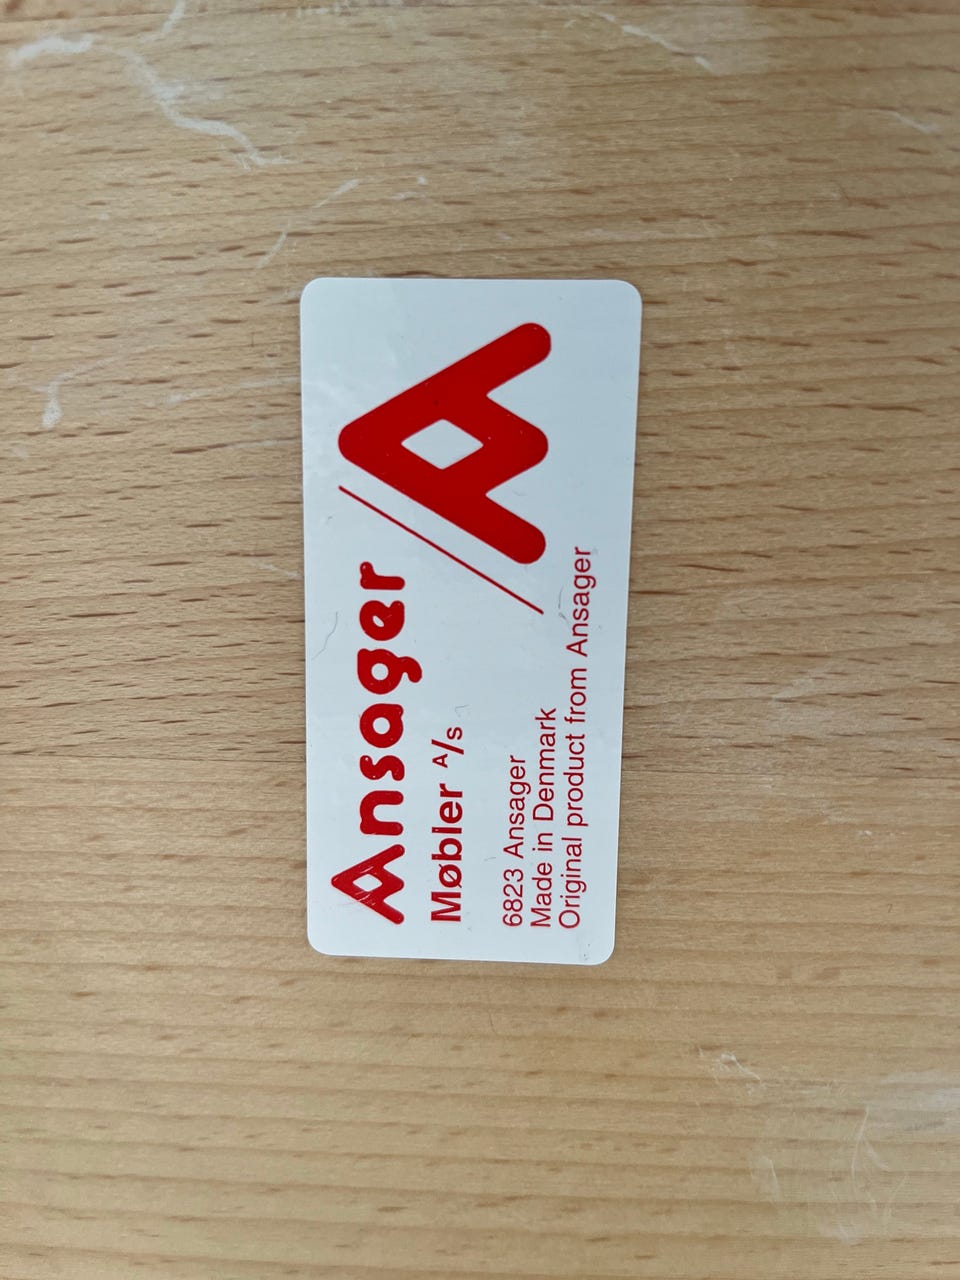 Ansager
Møbler A/s
6823 Ansager
Made in Denmark
Original product from Ansager